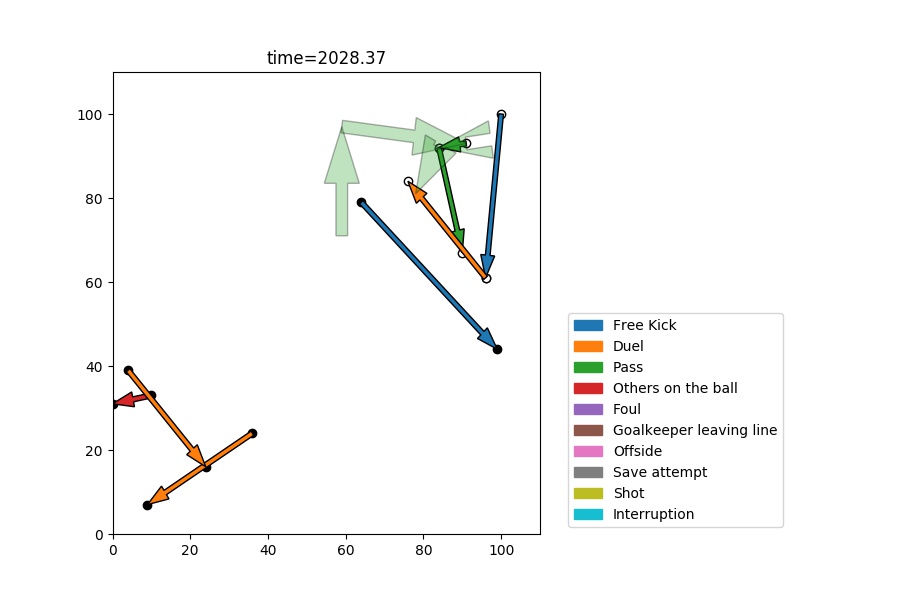 time=2028.37
100
80
60
40
20
0
0 20 40 60 80 100
Free Kick
Duel
Pass
Others on the ball
Foul
Goalkeeper leaving line
Offside
Save attempt
Shot
Interruption